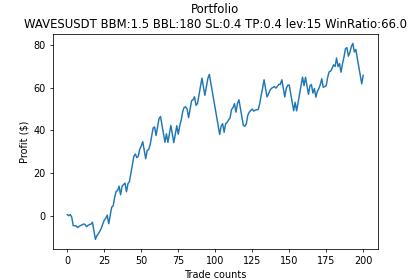 Portfolio
WAVESUSDT BBM:1.5 BBL:180 SL:0.4 TP:0.4 lev:15 WinRatio:66.0
80
60
40
20
0
Profit ($)
0 25 50 75 100 125 150 175 200
Trade counts